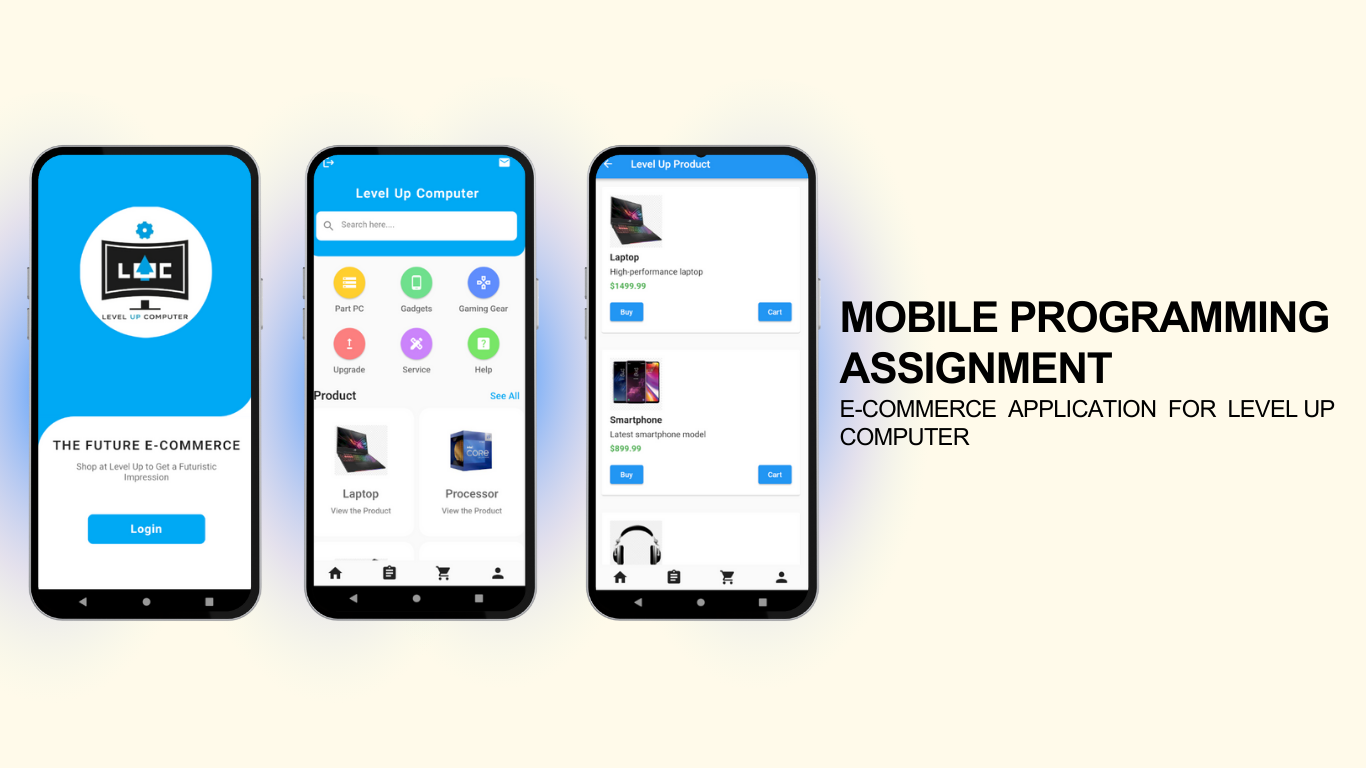 LUC
LEVEL UP COMPUTER
THE FUTURE E-COMMERCE
Shop at Level Up to Get a Futuristic
Impression
Login
Level Up Computer
Search here....
Part PC
Gadgets
Gaming Gear
Upgrade
Service
Help
Product
See All
CORE
Laptop
Processor
View the Product
View the Product
Level Up Product
Laptop
High-performance laptop
$1499.99
Buy
Cart
Smartphone
Latest smartphone model
$899.99
Buy
Cart
MOBILE PROGRAMMING
ASSIGNMENT
E-COMMERCE APPLICATION FOR LEVEL UP
COMPUTER